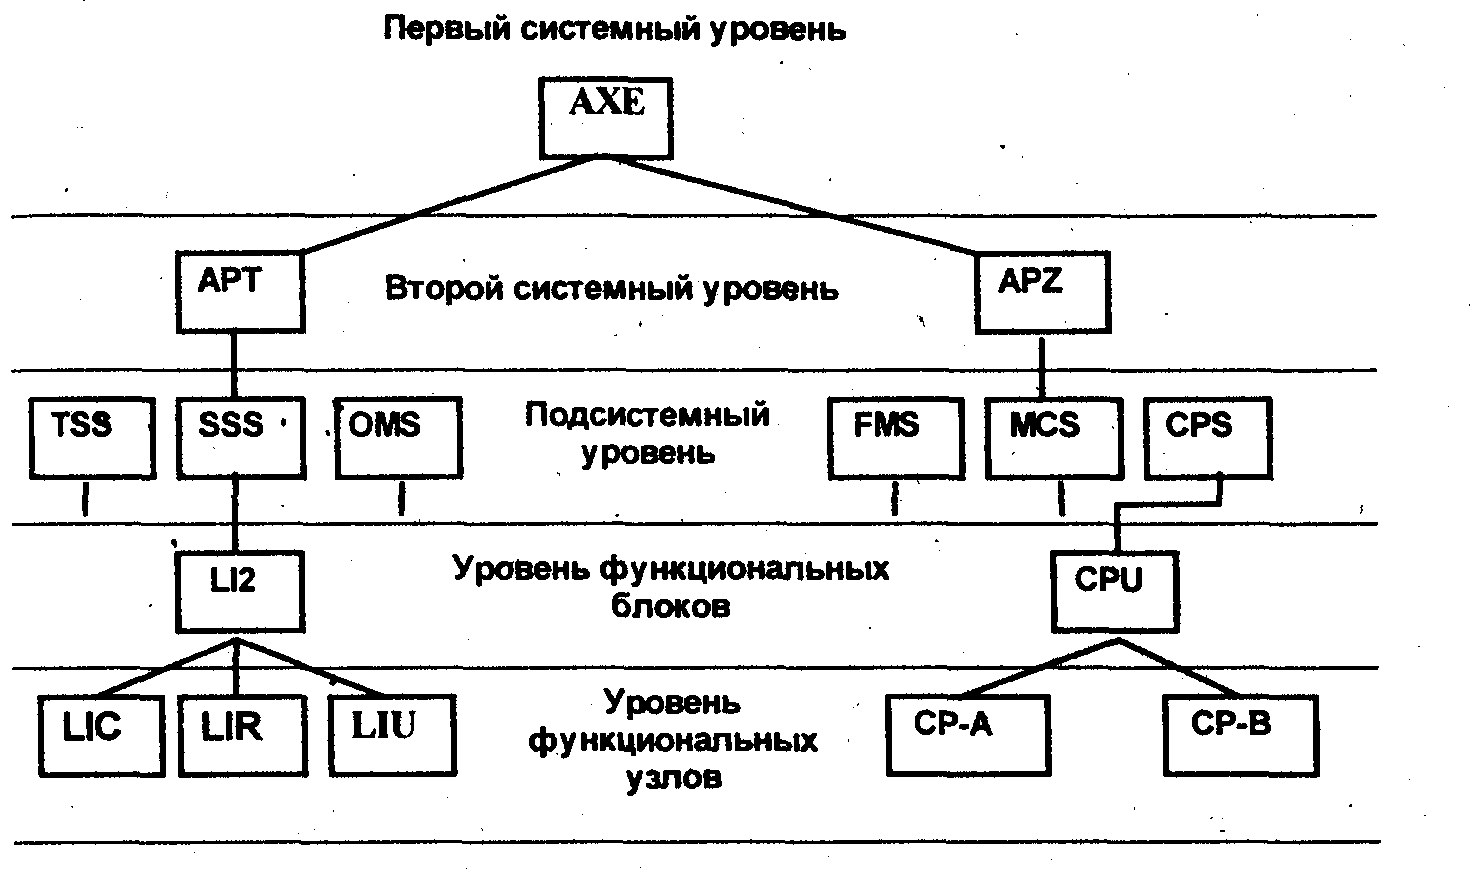 Первый системный уровень
AXE
APT
Второй системный уровень
APZ
TSS
SSS
OMS
Подсистемный
уровень
FMS
MCS
CPS
LI2
Уровень функциональных
блоков
CPU
LIC
LIR
LIU
Уровень
функциональных
узлов
CP-A
CP-B